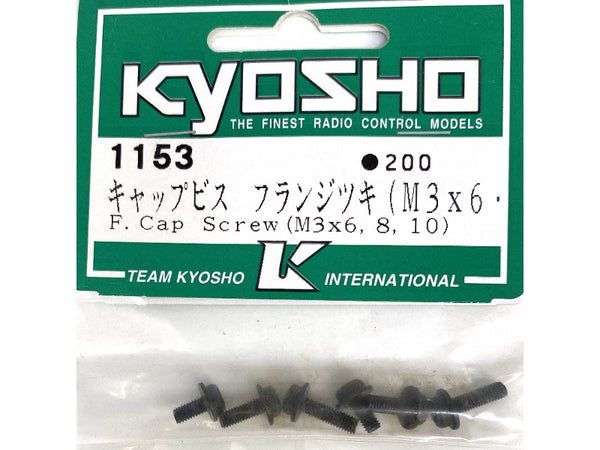 KYOSHO
THE FINEST RADIO CONTROL MODELS
1153 ●200
キャップビス フランジツキ(M3x6・
F. Cap Screw(M3x6, 8, 10)
TEAM KYOSHO K INTERNATIONAL